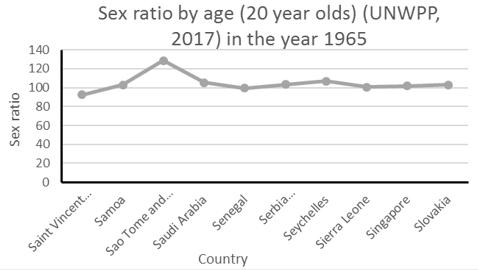 Sex ratio by age (20 year olds) (UNWPP,
2017) in the year 1965
140
120
100
80
60
40
20
0
Sex ratio
Saint Vincent...
Samoa
Sao Tome and...
Saudi Arabia
Senegal
Serbia...
Seychelles
Sierra Leone
Singapore
Slovakia
Country